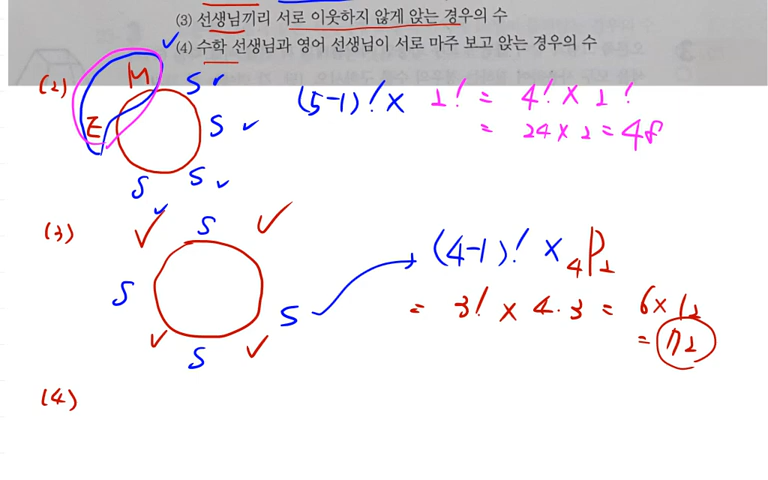 (3) 선생님끼리 서로 이웃하지 않게 앉는 경우의 수
(4) 수학 선생님과 영어 선생님이 서로 마주 보고 앉는 경우의 수
(2) M S S S S E
(5-1)! × 2! = 4! × 2!
= 24 × 2 = 48
(3) S S S S
(4-1)! × ₄P₂
= 3! × 4·3 = 6 × 12
= 72
(4)